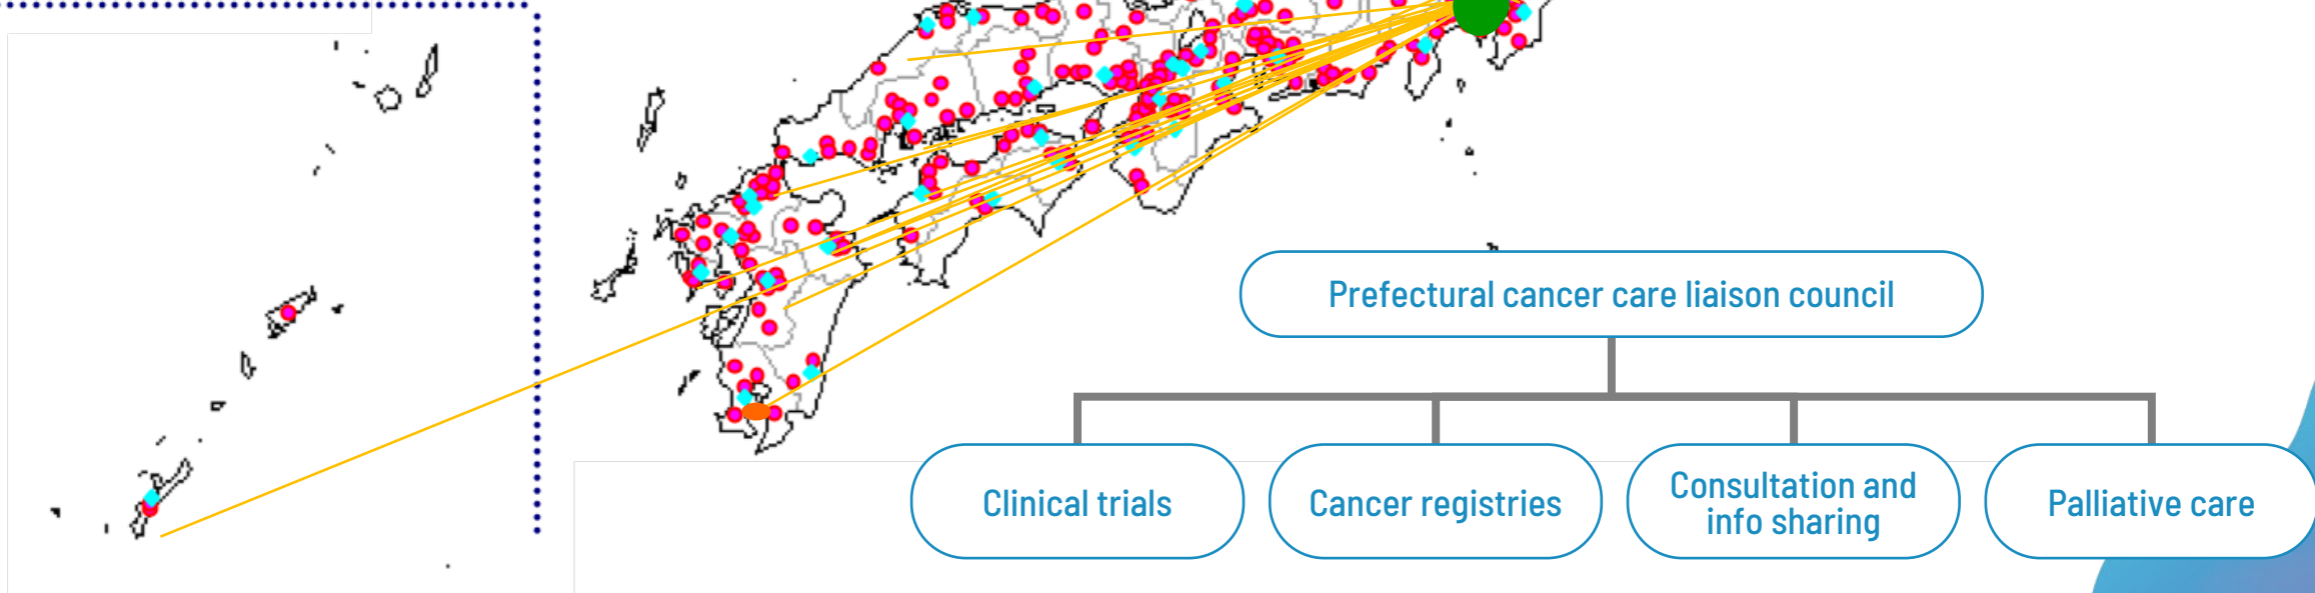 Prefectural cancer care liaison council
Clinical trials
Cancer registries
Consultation and
info sharing
Palliative care